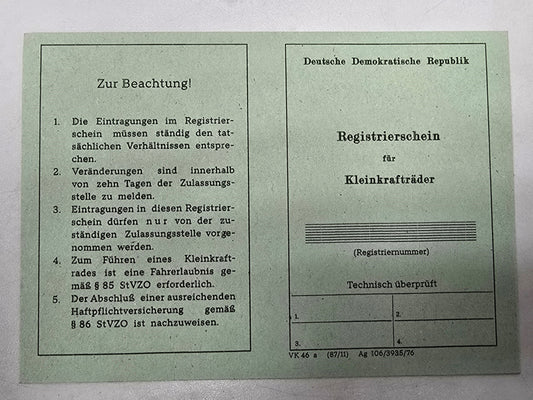 Zur Beachtung!
1. Die Eintragungen im Registrier-
schein müssen ständig den tat-
sächlichen Verhältnissen entspre-
chen.
2. Veränderungen sind innerhalb
von zehn Tagen der Zulassungs-
stelle zu melden.
3. Eintragungen in diesen Registrier-
schein dürfen nur von der zu-
ständigen Zulassungsstelle vorge-
nommen werden.
4. Zum Führen eines Kleinkraft-
rades ist eine Fahrerlaubnis ge-
mäß § 85 StVZO erforderlich.
5. Der Abschluß einer ausreichenden
Haftpflichtversicherung gemäß
§ 86 StVZO ist nachzuweisen.
Deutsche Demokratische Republik
Registrierschein
für
Kleinkrafträder
(Registriernummer)
Technisch überprüft
1. 2.
3. 4.
VK 46 a (87/11) Ag 106/3935/76